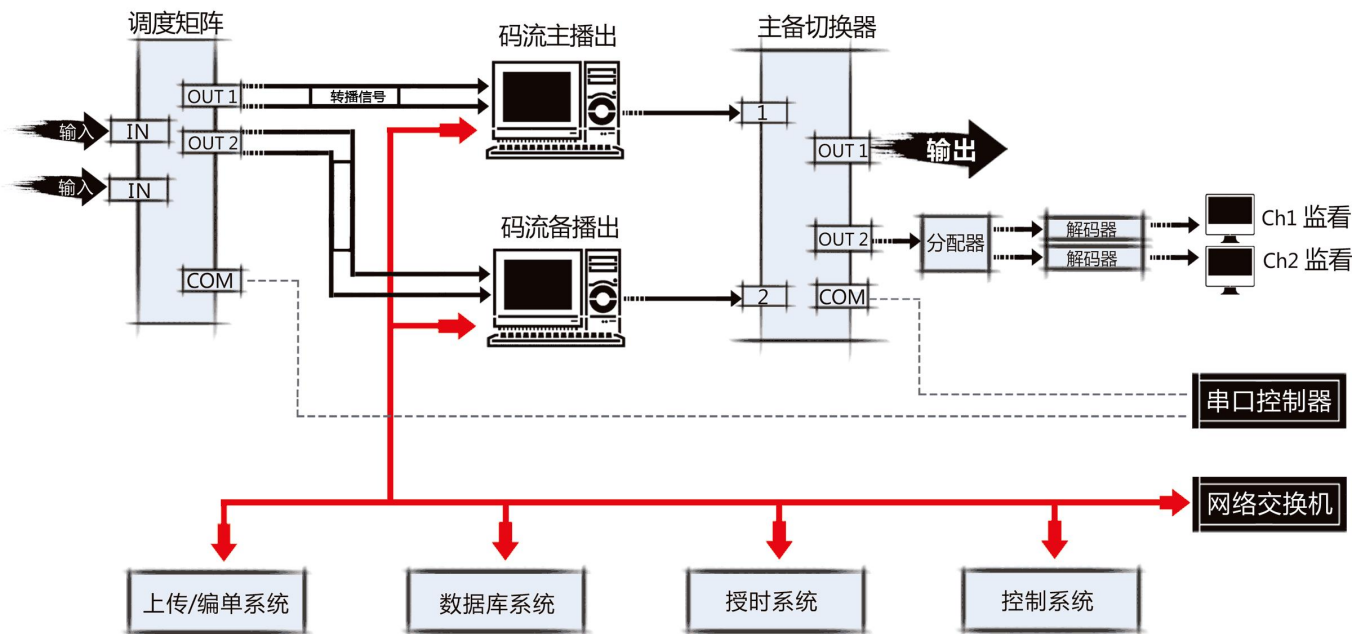 调度矩阵
码流主播出
主备切换器
OUT 1
转播信号
输入
IN
OUT 2
1
OUT 1
输出
输入
IN
码流备播出
OUT 2
分配器
解码器
Ch1 监看
解码器
Ch2 监看
COM
2
COM
串口控制器
网络交换机
上传/编单系统
数据库系统
授时系统
控制系统